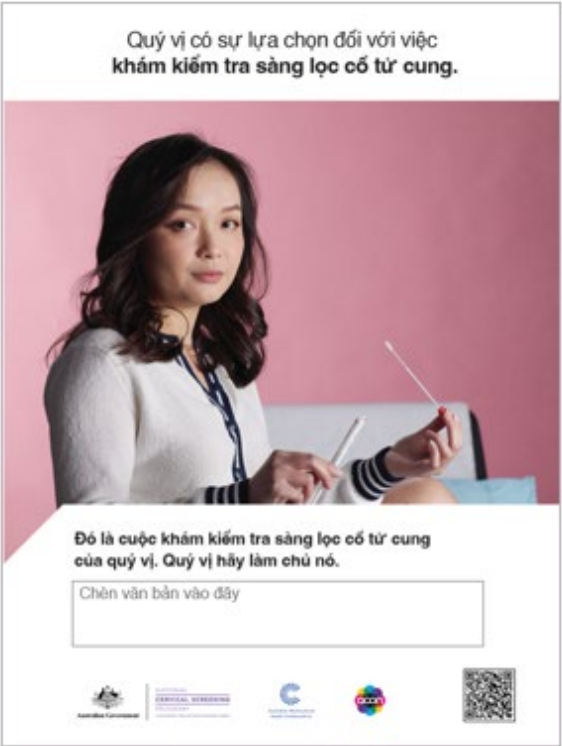 Quý vị có sự lựa chọn đối với việc
khám kiểm tra sàng lọc cổ tử cung.
Đó là cuộc khám kiểm tra sàng lọc cổ tử cung
của quý vị. Quý vị hãy làm chủ nó.
Chèn văn bản vào đây
Australian Government
NATIONAL
CERVICAL SCREENING
PROGRAM